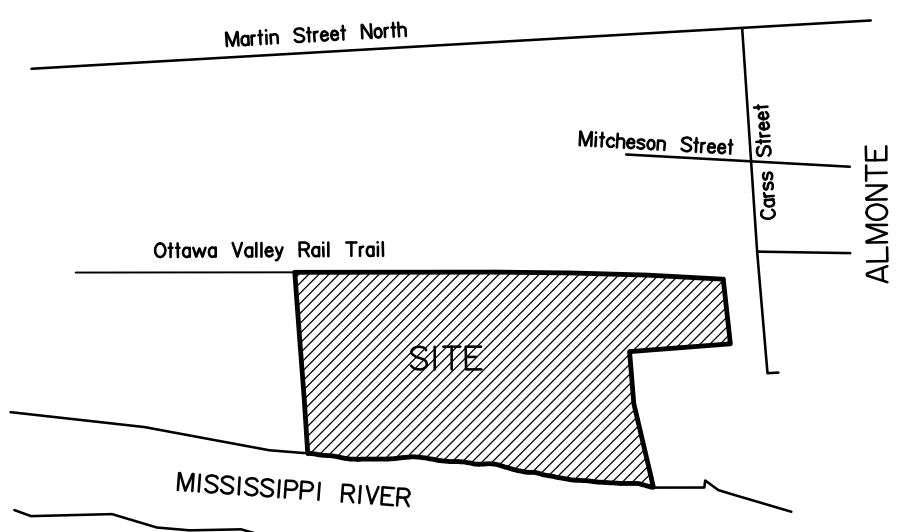 Martin Street North
Mitcheson Street
Carss Street
ALMONTE
Ottawa Valley Rail Trail
SITE
MISSISSIPPI RIVER